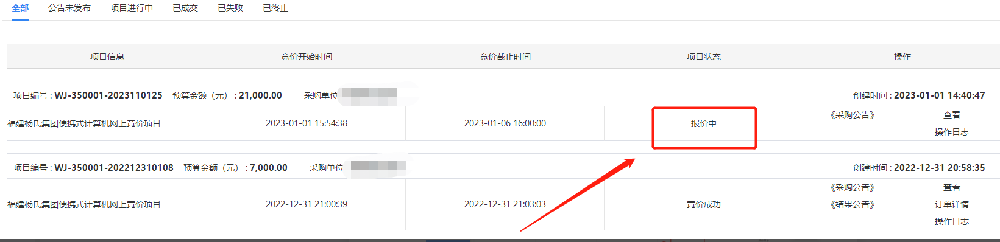 全部 公告未发布 项目进行中 已成交 已失败 已终止
项目信息 竞价开始时间 竞价截止时间 项目状态 操作
项目编号 : WJ-350001-2023110125 预算金额（元）: 21,000.00 采购单位 创建时间 : 2023-01-01 14:40:47
福建杨氏集团便携式计算机网上竞价项目 2023-01-01 15:54:38 2023-01-06 16:00:00 报价中 《采购公告》 查看
操作日志
项目编号 : WJ-350001-202212310108 预算金额（元）: 7,000.00 采购单位 创建时间 : 2022-12-31 20:58:35
《采购公告》 查看
福建杨氏集团便携式计算机网上竞价项目 2022-12-31 21:00:39 2022-12-31 21:03:03 竞价成功 《结果公告》 订单详情
操作日志